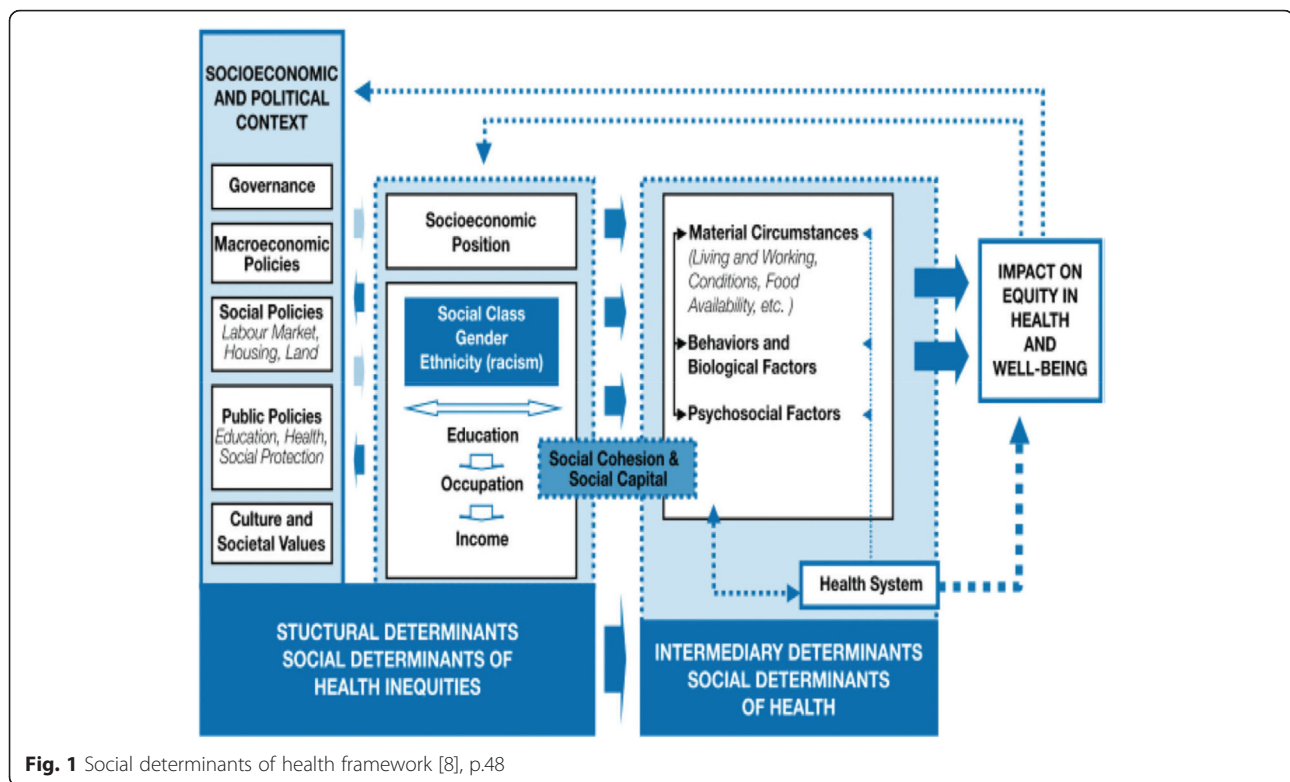 SOCIOECONOMIC
AND POLITICAL
CONTEXT
Governance
Macroeconomic
Policies
Social Policies
Labour Market,
Housing, Land
Public Policies
Education, Health,
Social Protection
Culture and
Societal Values
Socioeconomic
Position
Social Class
Gender
Ethnicity (racism)
Education
Occupation
Income
Social Cohesion &
Social Capital
Material Circumstances
(Living and Working,
Conditions, Food
Availability, etc. )
Behaviors and
Biological Factors
Psychosocial Factors
Health System
IMPACT ON
EQUITY IN
HEALTH
AND
WELL-BEING
STUCTURAL DETERMINANTS
SOCIAL DETERMINANTS OF
HEALTH INEQUITIES
INTERMEDIARY DETERMINANTS
SOCIAL DETERMINANTS
OF HEALTH
Fig. 1 Social determinants of health framework [8], p.48